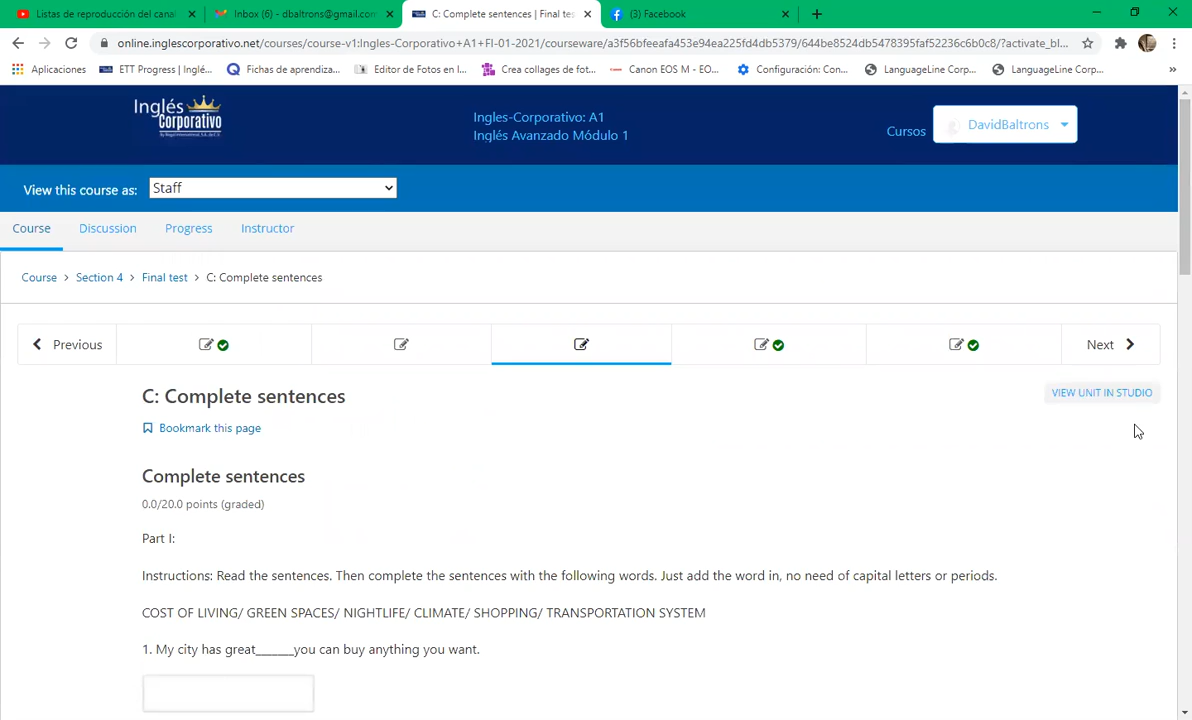 Listas de reproducción del canal
Inbox (6) - dbaltrons@gmail.com
C: Complete sentences | Final tes
(3) Facebook
online.inglescorporativo.net/courses/course-v1:Ingles-Corporativo+A1+FI-01-2021/courseware/a3f56bfeefa453e94ea225fd4db5379/644be8524db5478395faf52236c6b0c8/?activate_bl...
Aplicaciones
ETT Progress | Inglé...
Fichas de aprendiza...
Editor de Fotos en l...
Crea collages de fot...
Canon EOS M - EO...
Configuración: Con...
LanguageLine Corp...
LanguageLine Corp...
Inglés
Corporativo
Ingles-Corporativo: A1
Inglés Avanzado Módulo 1
Cursos
DavidBaltrons
View this course as:
Staff
Course
Discussion
Progress
Instructor
Course > Section 4 > Final test > C: Complete sentences
Previous
Next
C: Complete sentences
VIEW UNIT IN STUDIO
Bookmark this page
Complete sentences
0.0/20.0 points (graded)
Part I:
Instructions: Read the sentences. Then complete the sentences with the following words. Just add the word in, no need of capital letters or periods.
COST OF LIVING/ GREEN SPACES/ NIGHTLIFE/ CLIMATE/ SHOPPING/ TRANSPORTATION SYSTEM
1. My city has great_______you can buy anything you want.